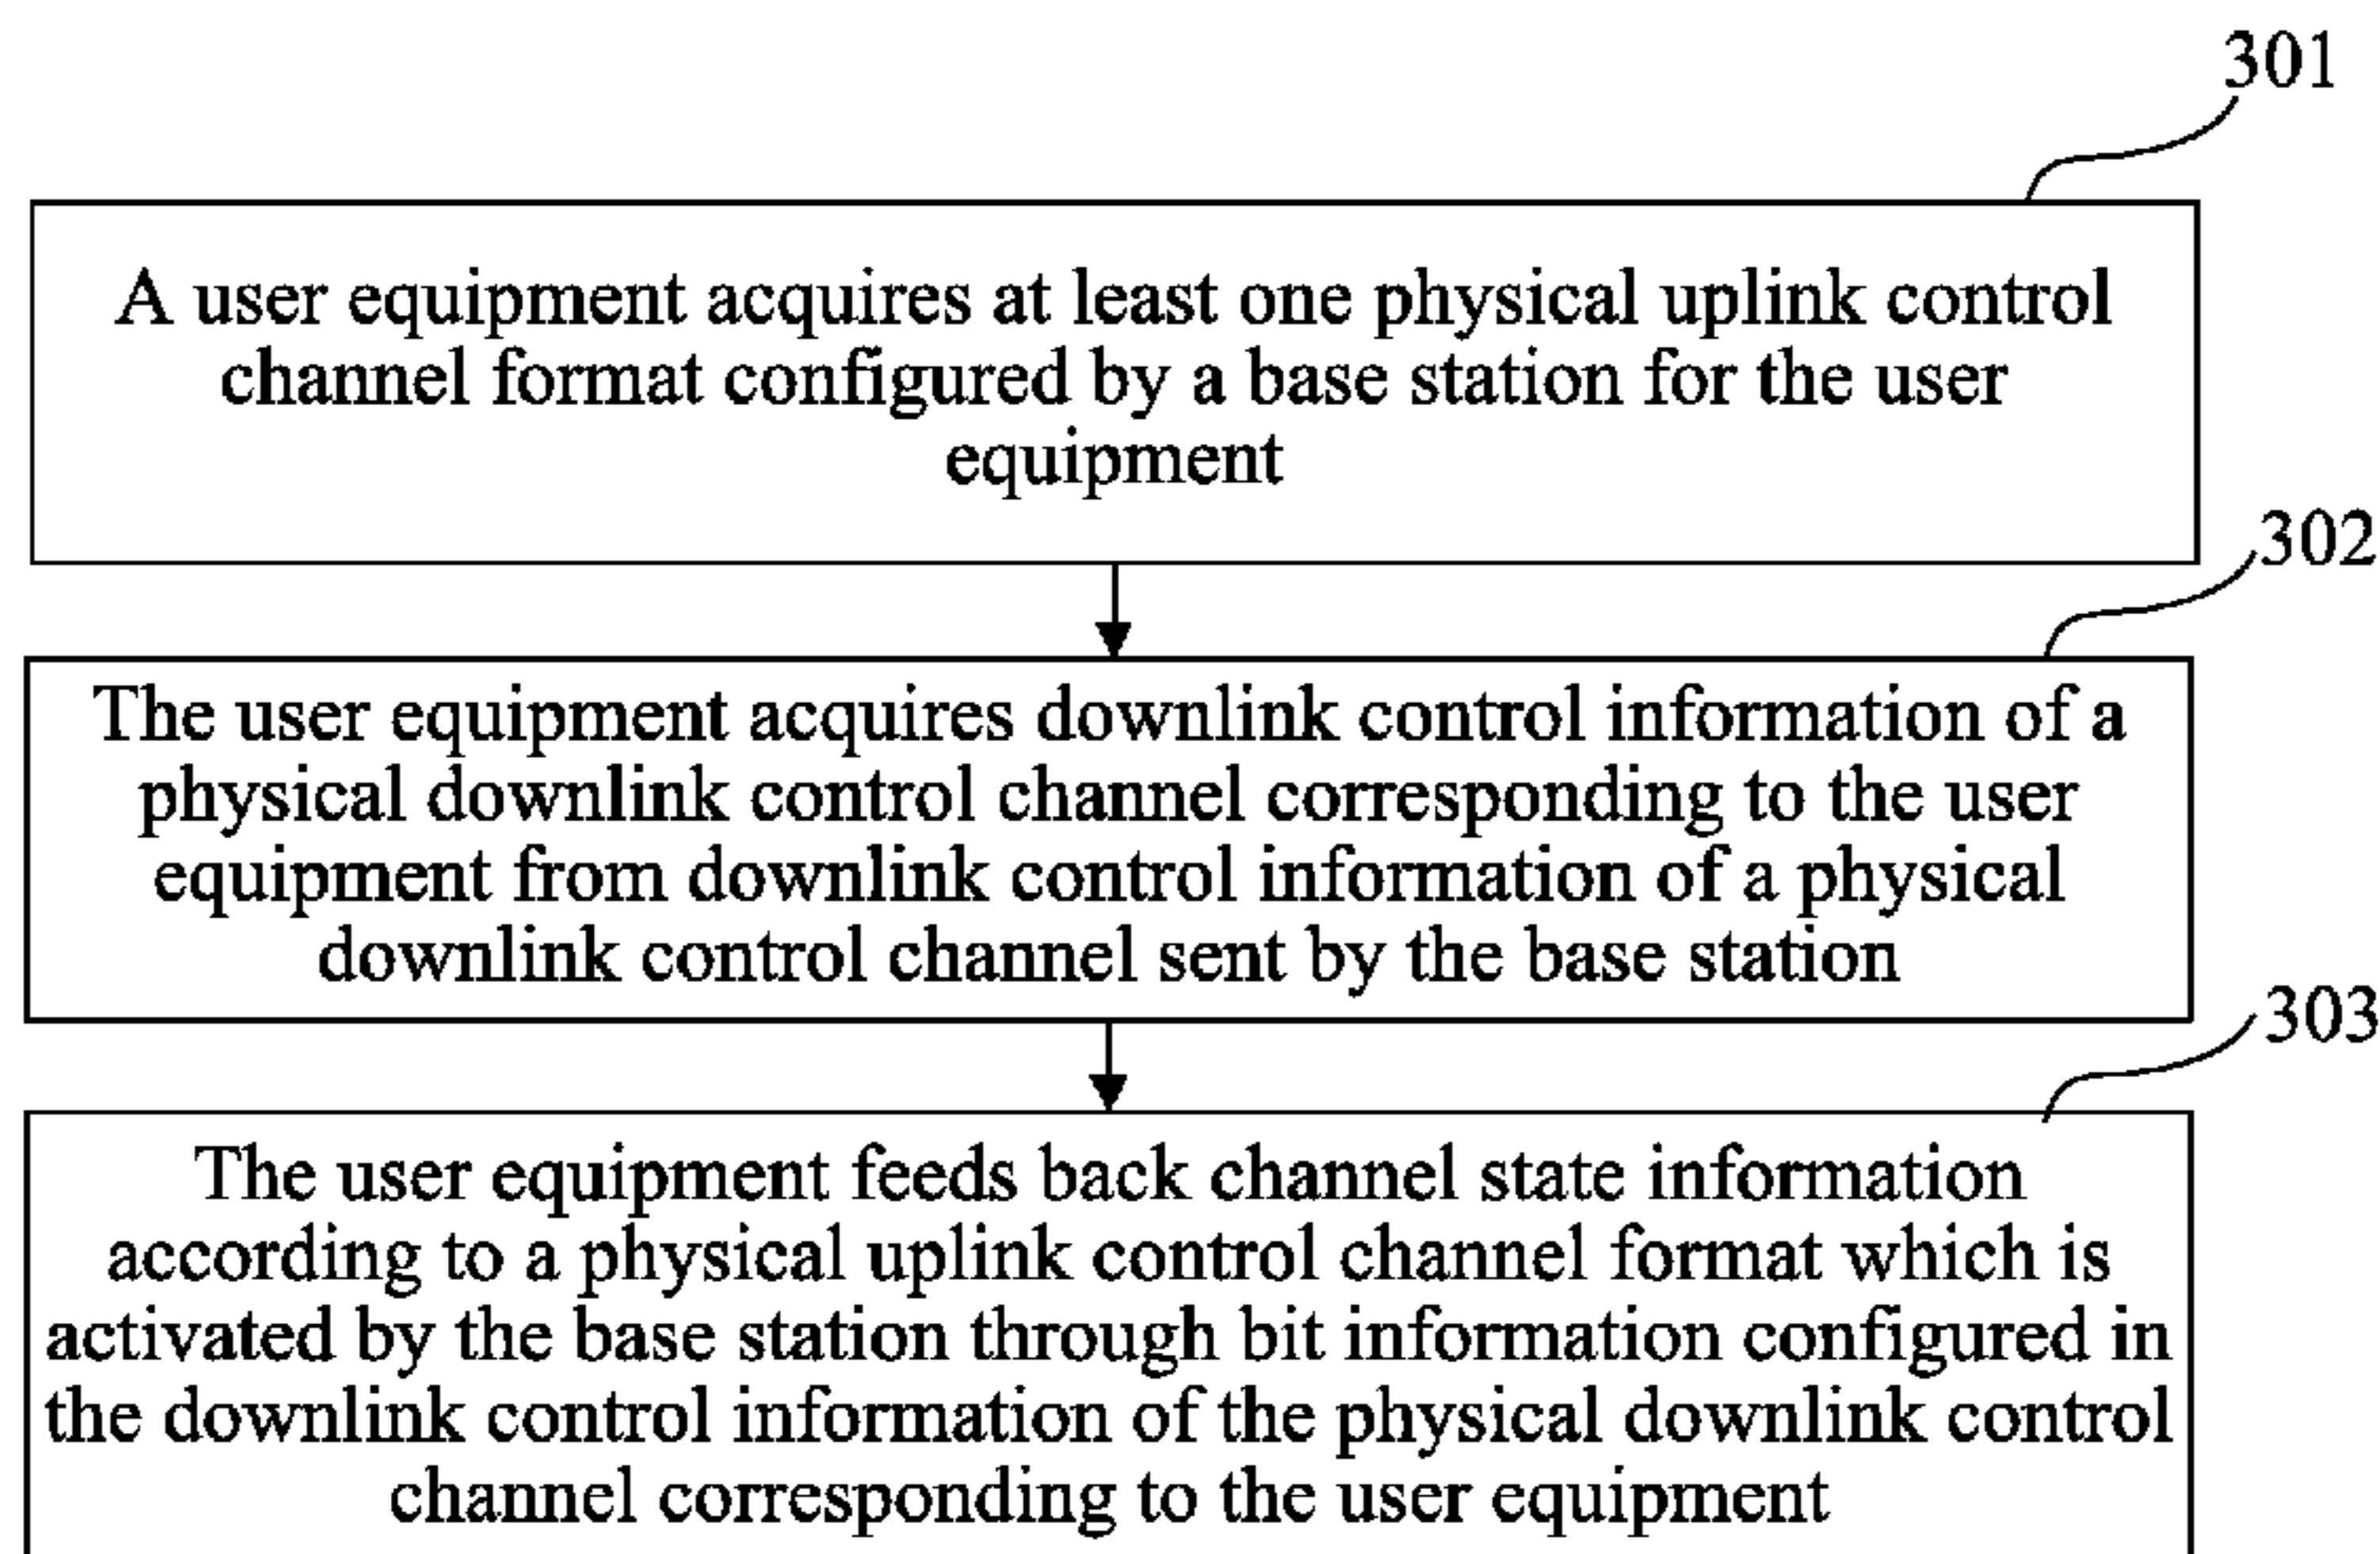 301
A user equipment acquires at least one physical uplink control
channel format configured by a base station for the user
equipment
302
The user equipment acquires downlink control information of a
physical downlink control channel corresponding to the user
equipment from downlink control information of a physical
downlink control channel sent by the base station
303
The user equipment feeds back channel state information
according to a physical uplink control channel format which is
activated by the base station through bit information configured in
the downlink control information of the physical downlink control
channel corresponding to the user equipment